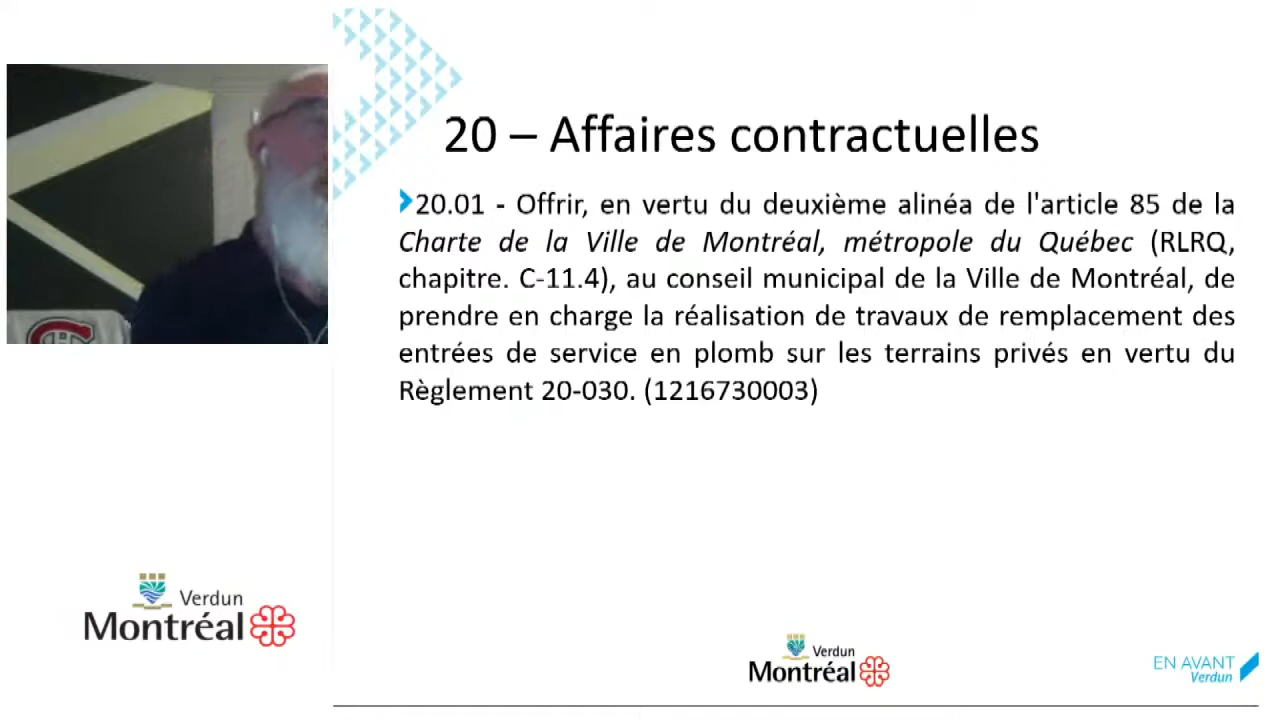 20 – Affaires contractuelles
20.01 - Offrir, en vertu du deuxième alinéa de l'article 85 de la
Charte de la Ville de Montréal, métropole du Québec (RLRQ,
chapitre. C-11.4), au conseil municipal de la Ville de Montréal, de
prendre en charge la réalisation de travaux de remplacement des
entrées de service en plomb sur les terrains privés en vertu du
Règlement 20-030. (1216730003)
Verdun
Montréal
Verdun
Montréal
EN AVANT
Verdun